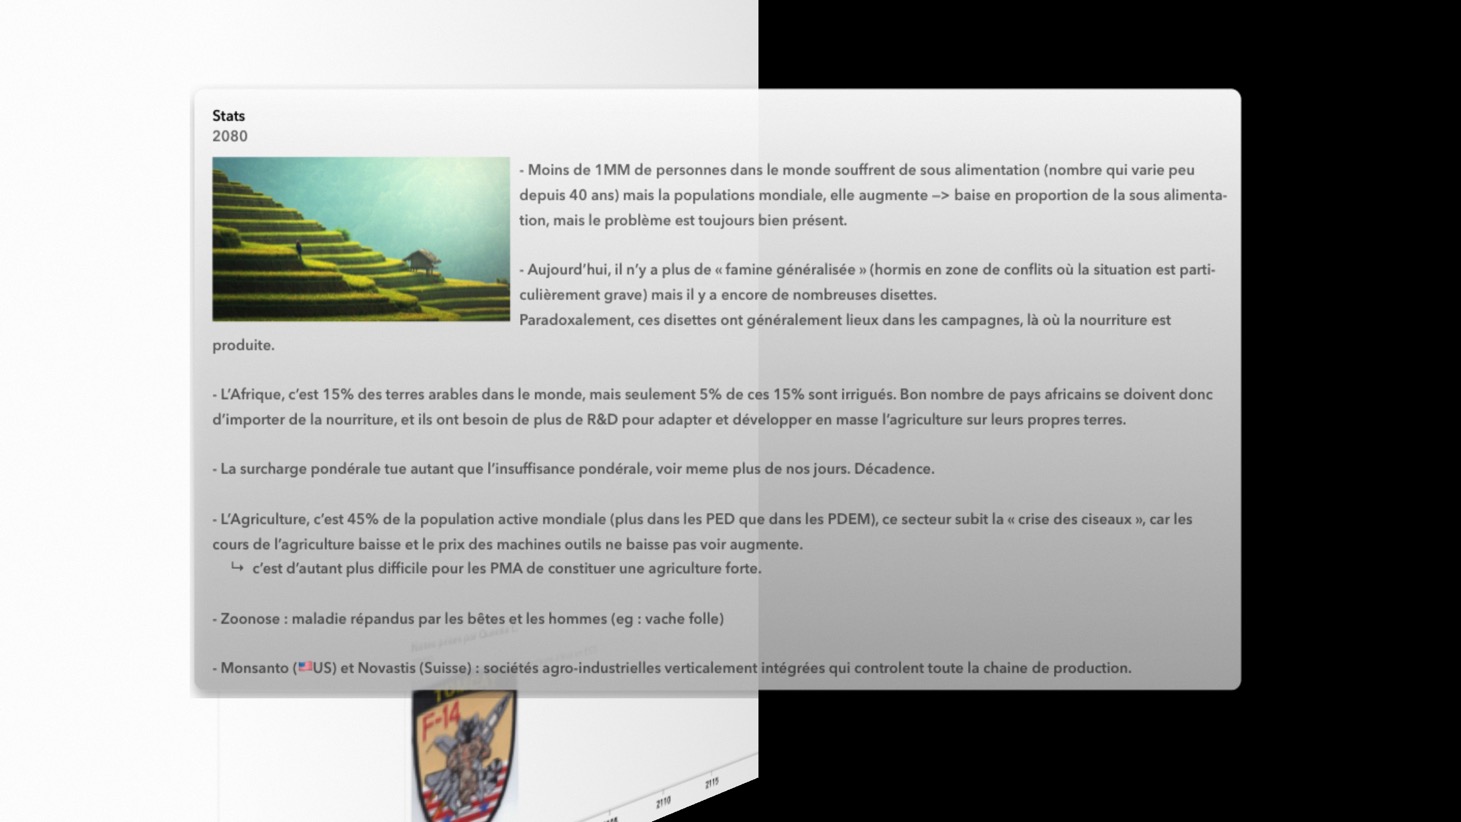 Stats
2080
- Moins de 1MM de personnes dans le monde souffrent de sous alimentation (nombre qui varie peu
depuis 40 ans) mais la populations mondiale, elle augmente —> baise en proportion de la sous alimenta-
tion, mais le problème est toujours bien présent.
- Aujourd’hui, il n’y a plus de « famine généralisée » (hormis en zone de conflits où la situation est parti-
culièrement grave) mais il y a encore de nombreuses disettes.
Paradoxalement, ces disettes ont généralement lieux dans les campagnes, là où la nourriture est
produite.
- L’Afrique, c’est 15% des terres arables dans le monde, mais seulement 5% de ces 15% sont irrigués. Bon nombre de pays africains se doivent donc
d’importer de la nourriture, et ils ont besoin de plus de R&D pour adapter et développer en masse l’agriculture sur leurs propres terres.
- La surcharge pondérale tue autant que l’insuffisance pondérale, voir meme plus de nos jours. Décadence.
- L’Agriculture, c’est 45% de la population active mondiale (plus dans les PED que dans les PDEM), ce secteur subit la « crise des ciseaux », car les
cours de l’agriculture baisse et le prix des machines outils ne baisse pas voir augmente.
↳ c’est d’autant plus difficile pour les PMA de constituer une agriculture forte.
- Zoonose : maladie répandus par les bêtes et les hommes (eg : vache folle)
- Monsanto (🇺🇸US) et Novastis (Suisse) : sociétés agro-industrielles verticalement intégrées qui controlent toute la chaine de production.
F-14
2110
2115